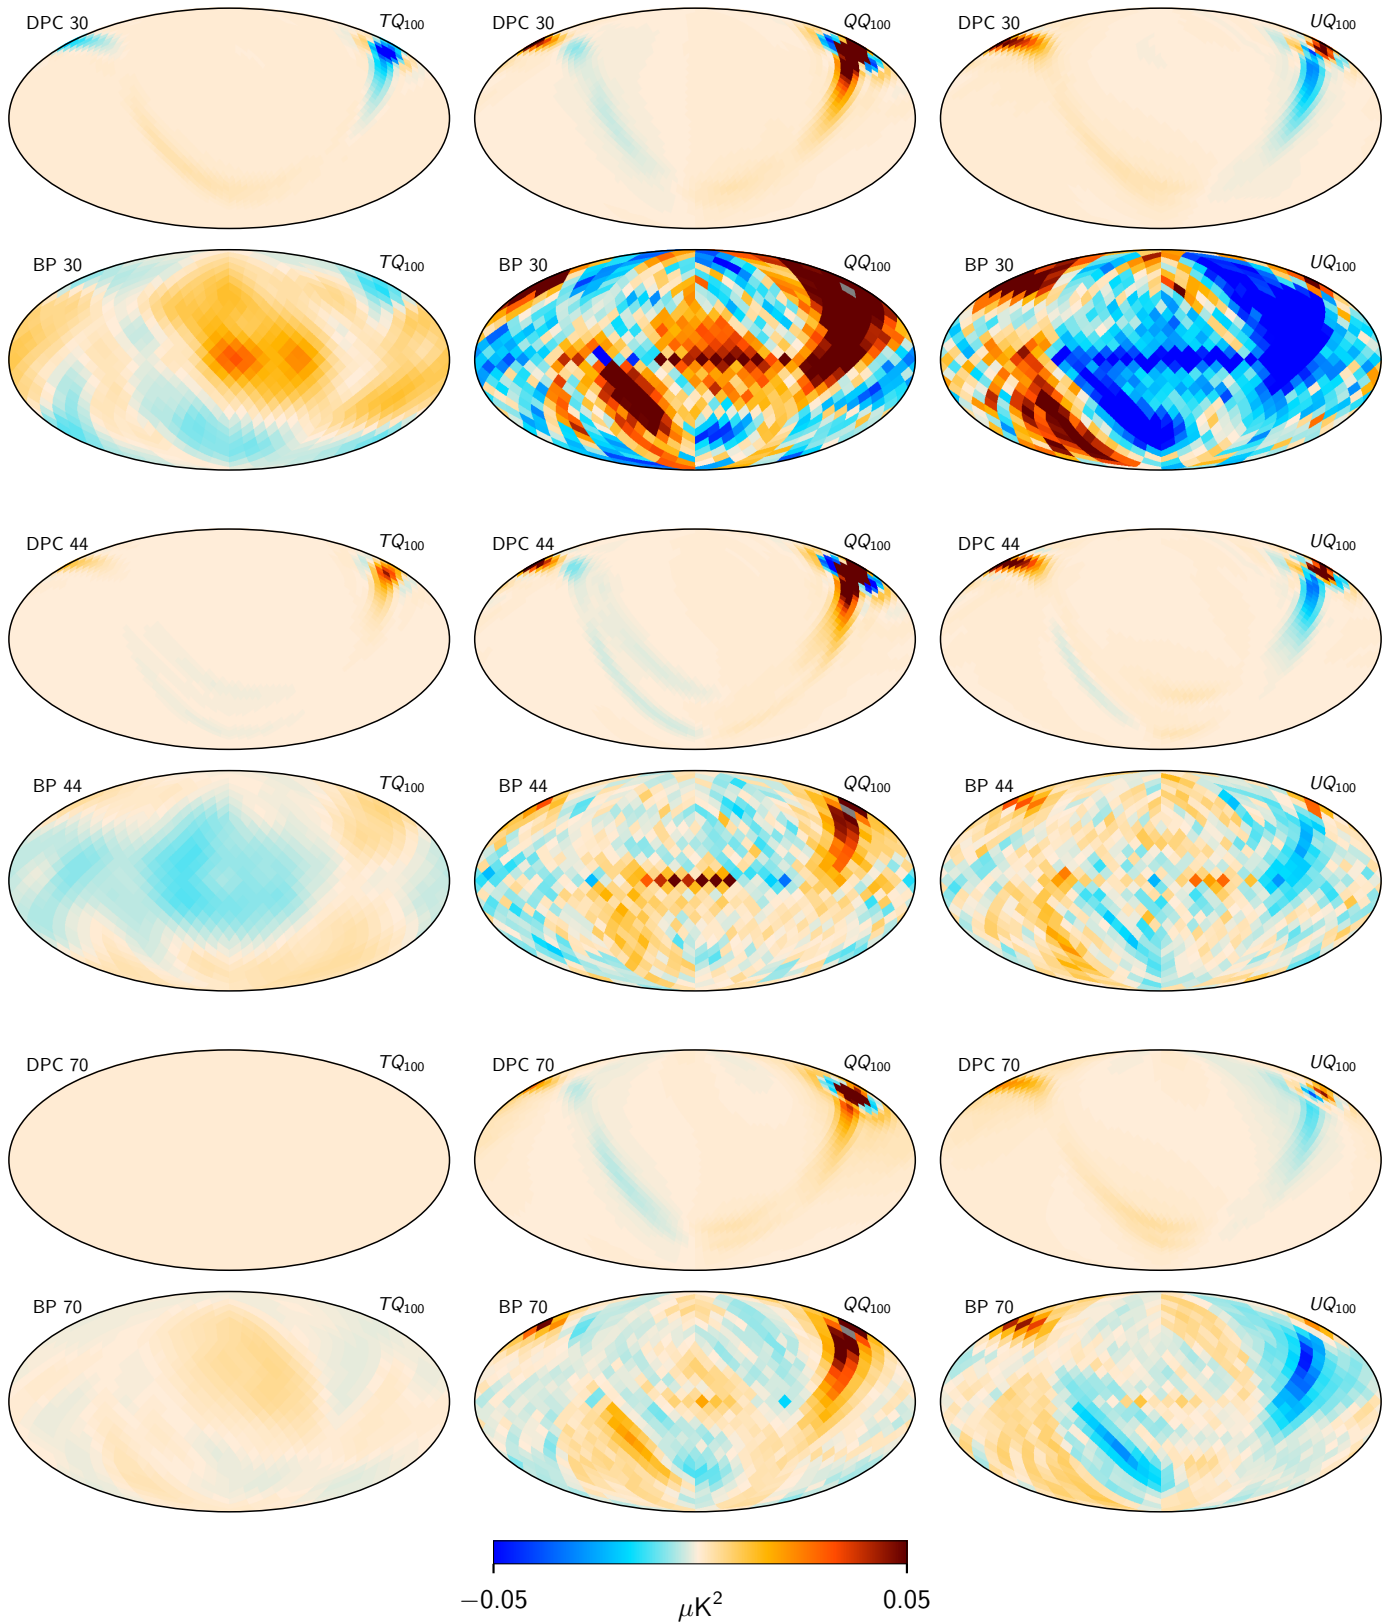 DPC 30 TQ₁₀₀ DPC 30 QQ₁₀₀ DPC 30 UQ₁₀₀
BP 30 TQ₁₀₀ BP 30 QQ₁₀₀ BP 30 UQ₁₀₀
DPC 44 TQ₁₀₀ DPC 44 QQ₁₀₀ DPC 44 UQ₁₀₀
BP 44 TQ₁₀₀ BP 44 QQ₁₀₀ BP 44 UQ₁₀₀
DPC 70 TQ₁₀₀ DPC 70 QQ₁₀₀ DPC 70 UQ₁₀₀
BP 70 TQ₁₀₀ BP 70 QQ₁₀₀ BP 70 UQ₁₀₀
−0.05 μK² 0.05